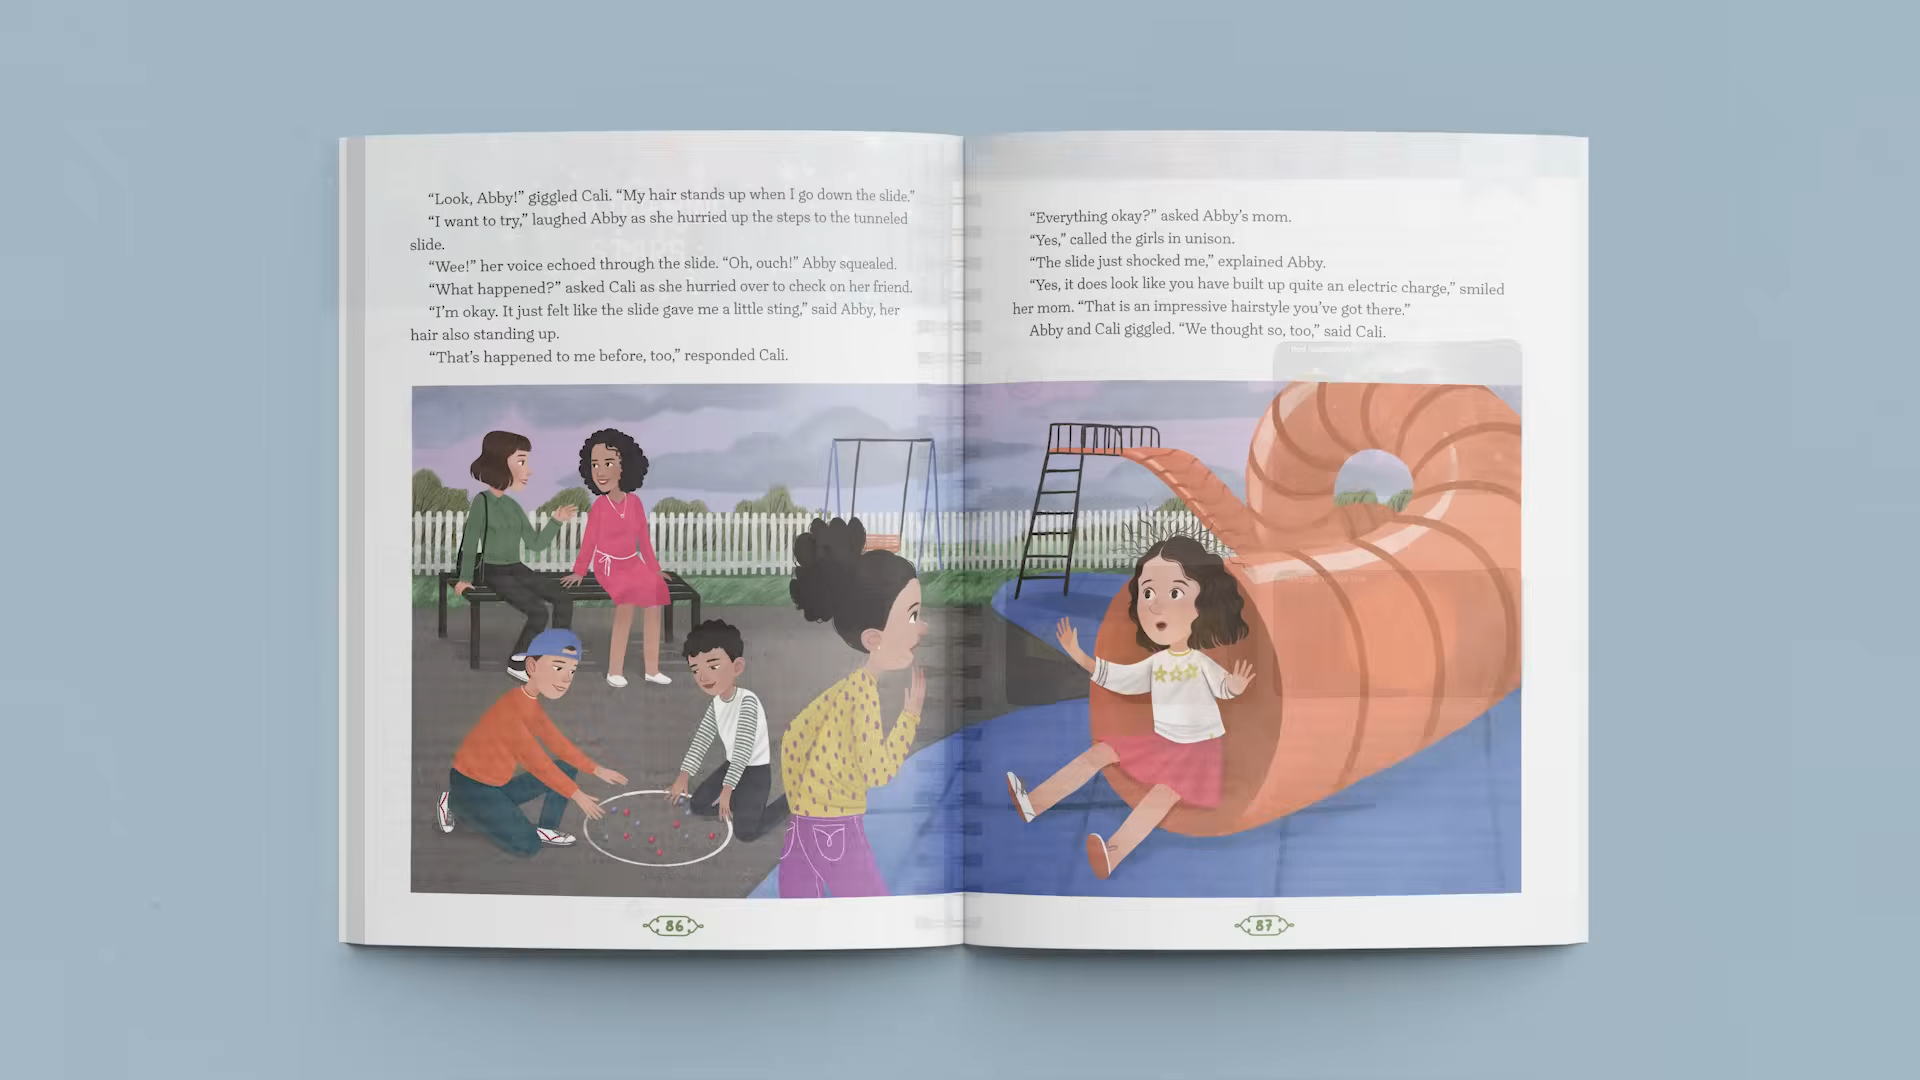 “Look, Abby!” giggled Cali. “My hair stands up when I go down the slide.”
“I want to try,” laughed Abby as she hurried up the steps to the tunneled
slide.
“Wee!” her voice echoed through the slide. “Oh, ouch!” Abby squealed.
“What happened?” asked Cali as she hurried over to check on her friend.
“I’m okay. It just felt like the slide gave me a little sting,” said Abby, her
hair also standing up.
“That’s happened to me before, too,” responded Cali.
86
“Everything okay?” asked Abby’s mom.
“Yes,” called the girls in unison.
“The slide just shocked me,” explained Abby.
“Yes, it does look like you have built up quite an electric charge,” smiled
her mom. “That is an impressive hairstyle you’ve got there.”
Abby and Cali giggled. “We thought so, too,” said Cali.
87